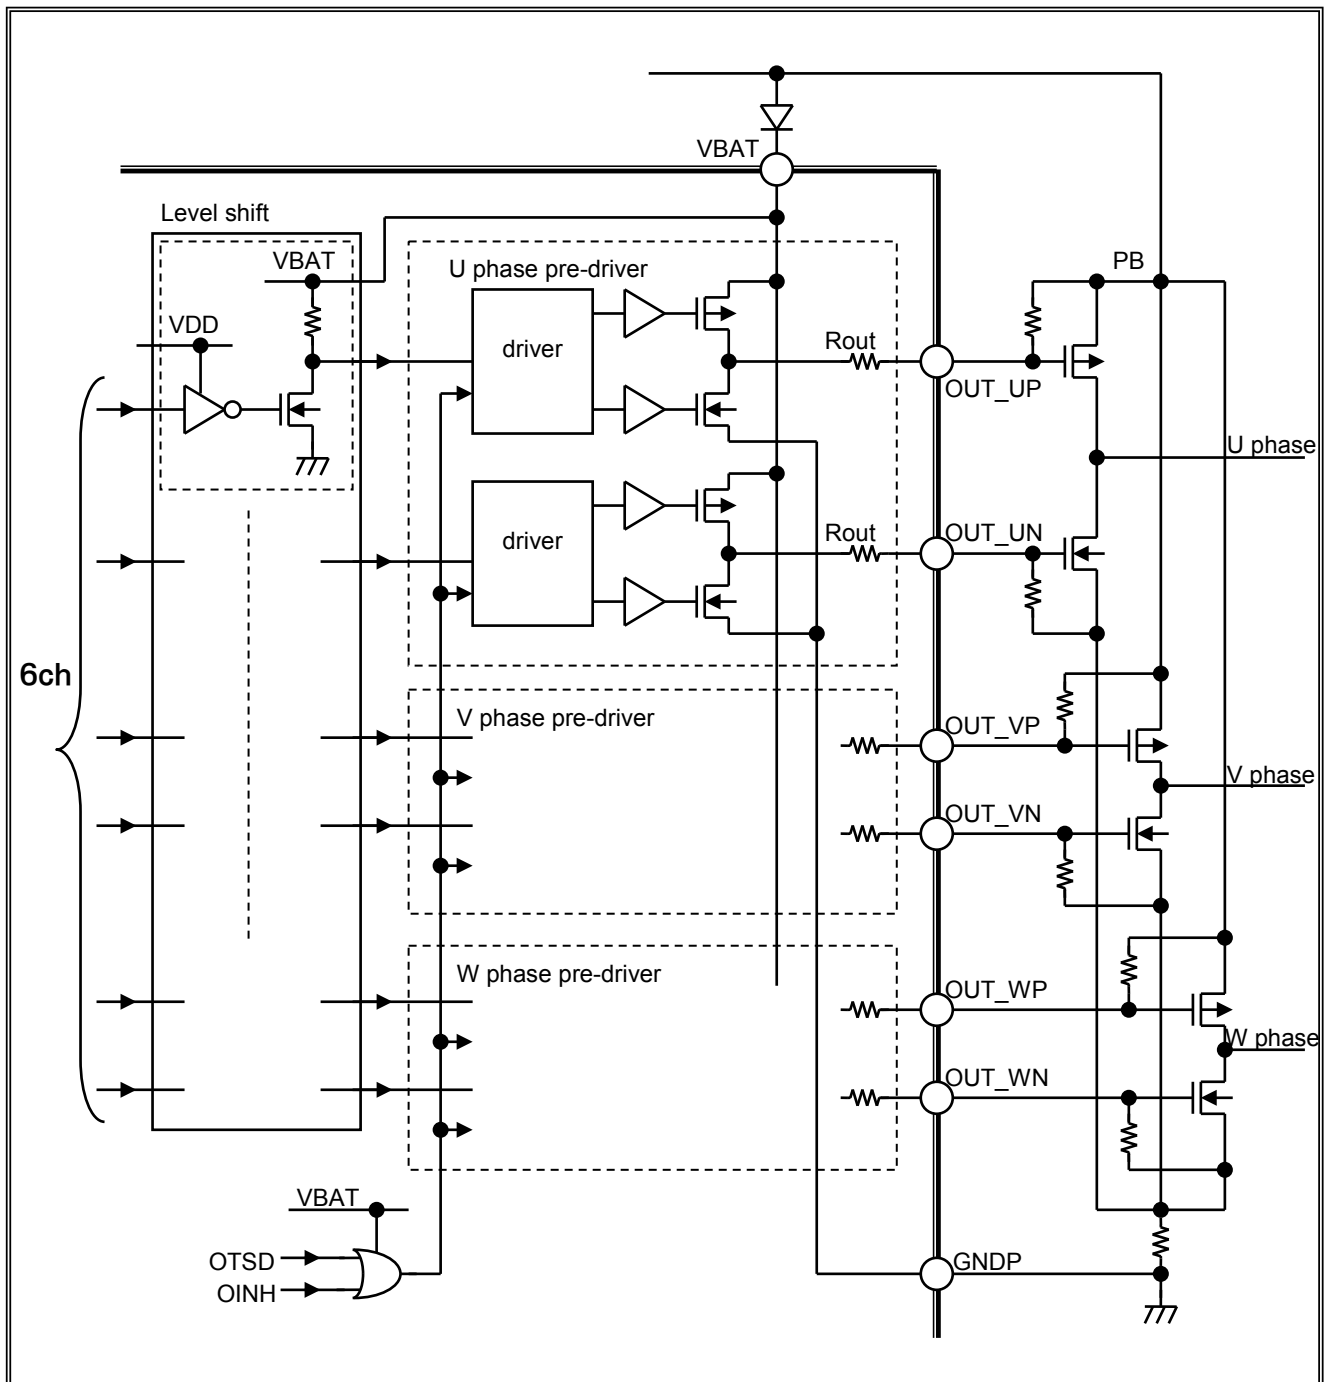 VBAT
Level shift
VBAT
U phase pre-driver
PB
VDD
driver
Rout
OUT_UP
U phase
driver
Rout
OUT_UN
6ch
V phase pre-driver
OUT_VP
V phase
OUT_VN
W phase pre-driver
OUT_WP
W phase
OUT_WN
VBAT
OTSD
GNDP
OINH